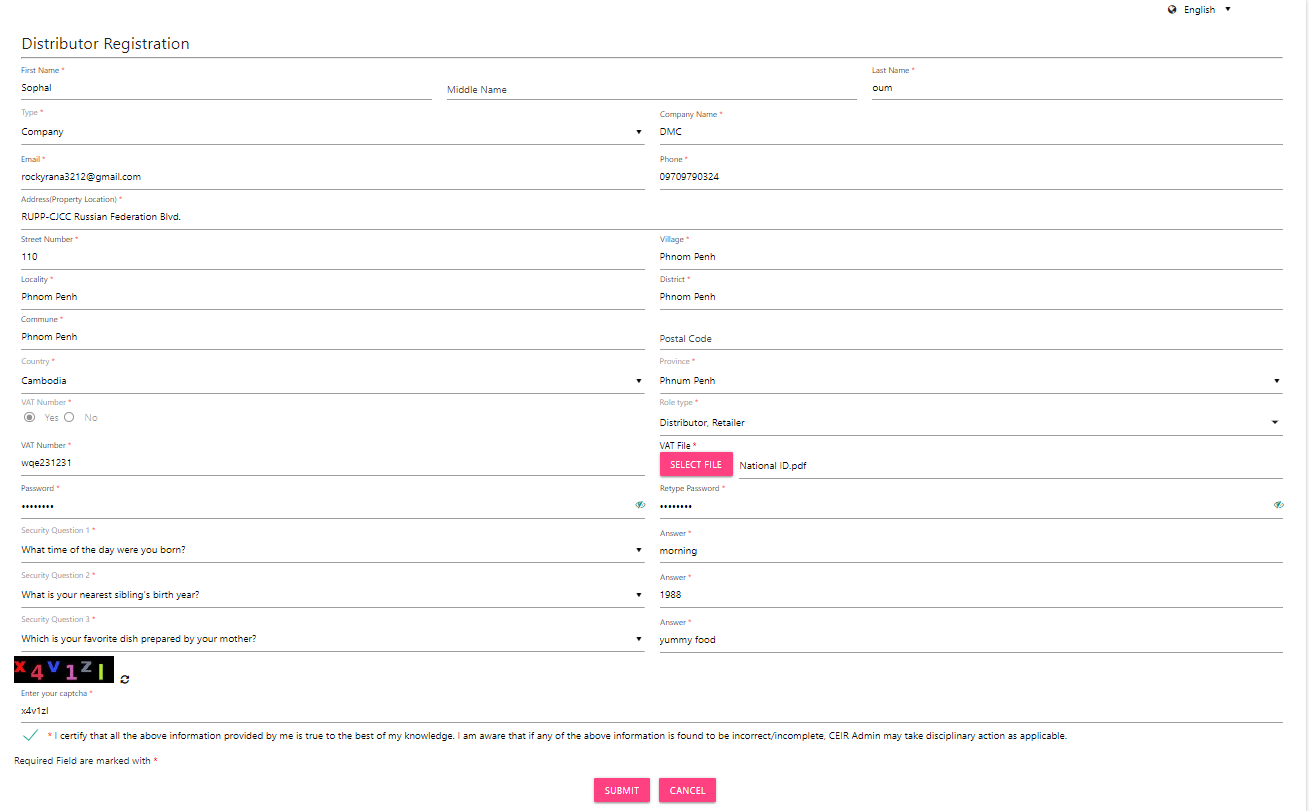 English
Distributor Registration
First Name * Last Name *
Sophal Middle Name oum
Type * Company Name *
Company DMC
Email * Phone *
rockyrana3212@gmail.com 09709790324
Address(Property Location) *
RUPP-CJCC Russian Federation Blvd.
Street Number * Village *
110 Phnom Penh
Locality * District *
Phnom Penh Phnom Penh
Commune *
Phnom Penh Postal Code
Country * Province *
Cambodia Phnum Penh
VAT Number * Role type *
Yes No
Distributor, Retailer
VAT Number * VAT File *
wqe231231 SELECT FILE National ID.pdf
Password * Retype Password *
•••••••• ••••••••
Security Question 1 * Answer *
What time of the day were you born? morning
Security Question 2 * Answer *
What is your nearest sibling's birth year? 1988
Security Question 3 * Answer *
Which is your favorite dish prepared by your mother? yummy food
x4v1zl
Enter your captcha *
x4v1zl
* I certify that all the above information provided by me is true to the best of my knowledge. I am aware that if any of the above information is found to be incorrect/incomplete, CEIR Admin may take disciplinary action as applicable.
Required Field are marked with *
SUBMIT CANCEL